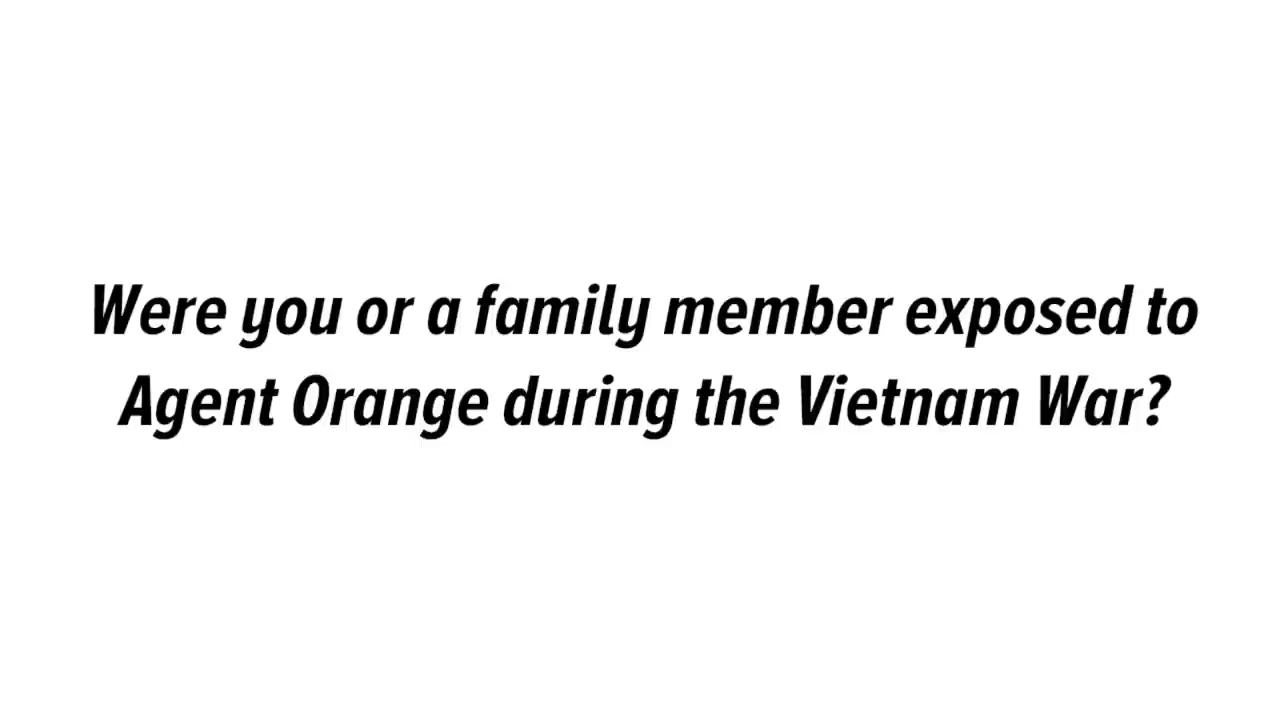 Were you or a family member exposed to
Agent Orange during the Vietnam War?